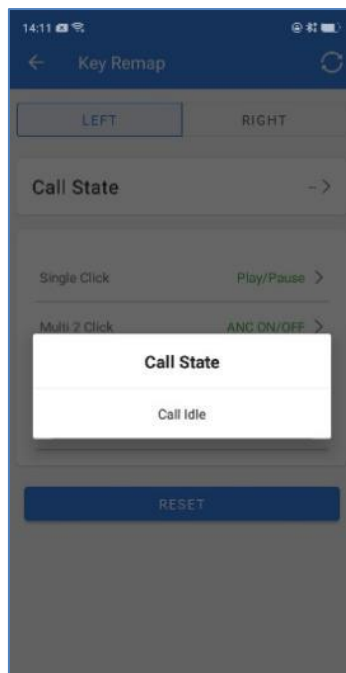 14:11
Key Remap
LEFT RIGHT
Call State ->
Single Click Play/Pause >
Multi 2 Click ANC ON/OFF >
Call State
Call Idle
RESET